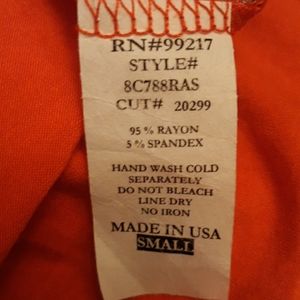 RN#99217
STYLE#
8C788RAS
CUT# 20299
95 % RAYON
5 % SPANDEX
HAND WASH COLD
SEPARATELY
DO NOT BLEACH
LINE DRY
NO IRON
MADE IN USA
SMALL